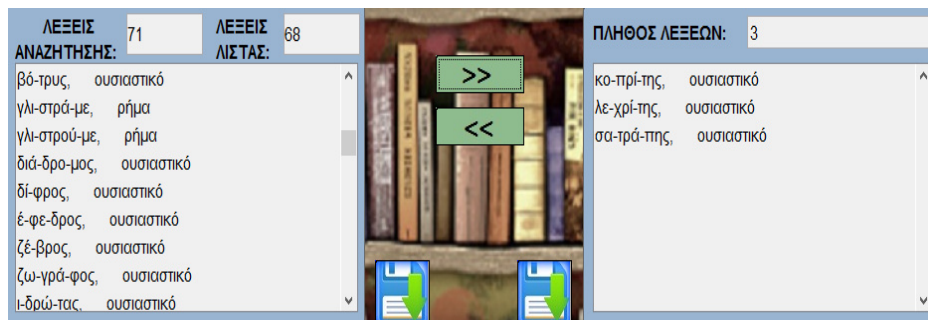 ΛΕΞΕΙΣ ΑΝΑΖΗΤΗΣΗΣ: 71 ΛΕΞΕΙΣ ΛΙΣΤΑΣ: 68
βό-τρυς, ουσιαστικό
γλι-στρά-με, ρήμα
γλι-στρού-με, ρήμα
διά-δρο-μος, ουσιαστικό
δί-φρος, ουσιαστικό
έ-φε-δρος, ουσιαστικό
ζέ-βρος, ουσιαστικό
ζω-γρά-φος, ουσιαστικό
ι-δρώ-τας, ουσιαστικό
>>
<<
ΠΛΗΘΟΣ ΛΕΞΕΩΝ: 3
κο-πρί-της, ουσιαστικό
λε-χρί-της, ουσιαστικό
σα-τρά-πης, ουσιαστικό